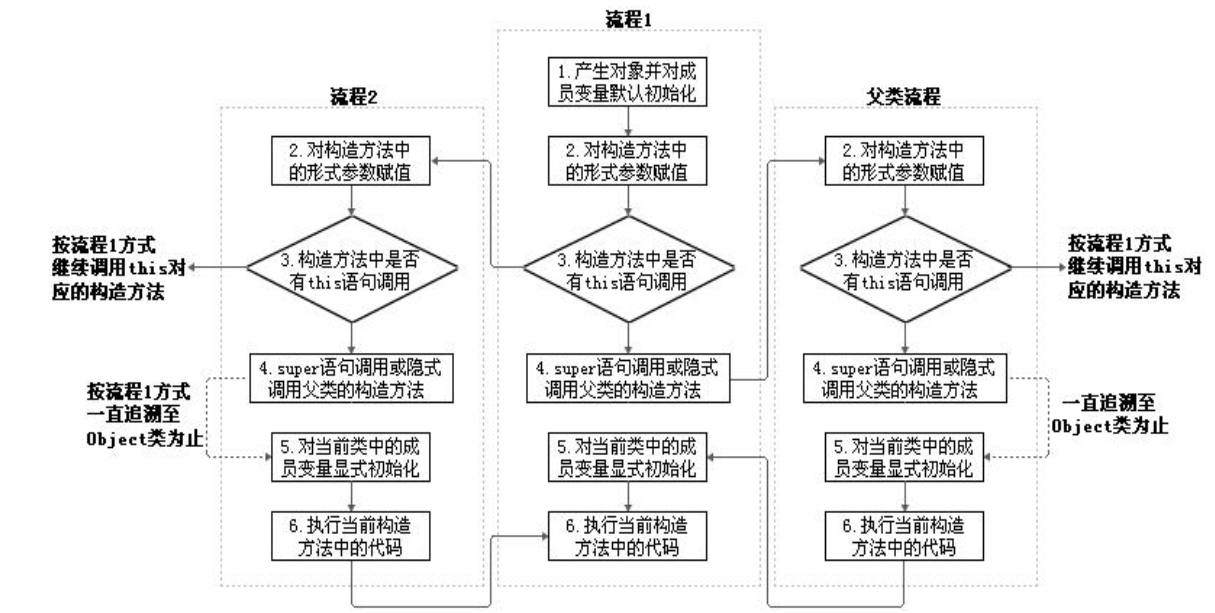 流程1
1.产生对象并对成
员变量默认初始化
2.对构造方法中
的形式参数赋值
3.构造方法中是否
有this语句调用
4.super语句调用或隐式
调用父类的构造方法
5.对当前类中的成
员变量显式初始化
6.执行当前构造
方法中的代码
流程2
2.对构造方法中
的形式参数赋值
3.构造方法中是否
有this语句调用
按流程1方式
继续调用this对
应的构造方法
4.super语句调用或隐式
调用父类的构造方法
按流程1方式
一直追溯至
Object类为止
5.对当前类中的成
员变量显式初始化
6.执行当前构造
方法中的代码
父类流程
2.对构造方法中
的形式参数赋值
3.构造方法中是否
有this语句调用
按流程1方式
继续调用this对
应的构造方法
4.super语句调用或隐式
调用父类的构造方法
一直追溯至
Object类为止
5.对当前类中的成
员变量显式初始化
6.执行当前构造
方法中的代码